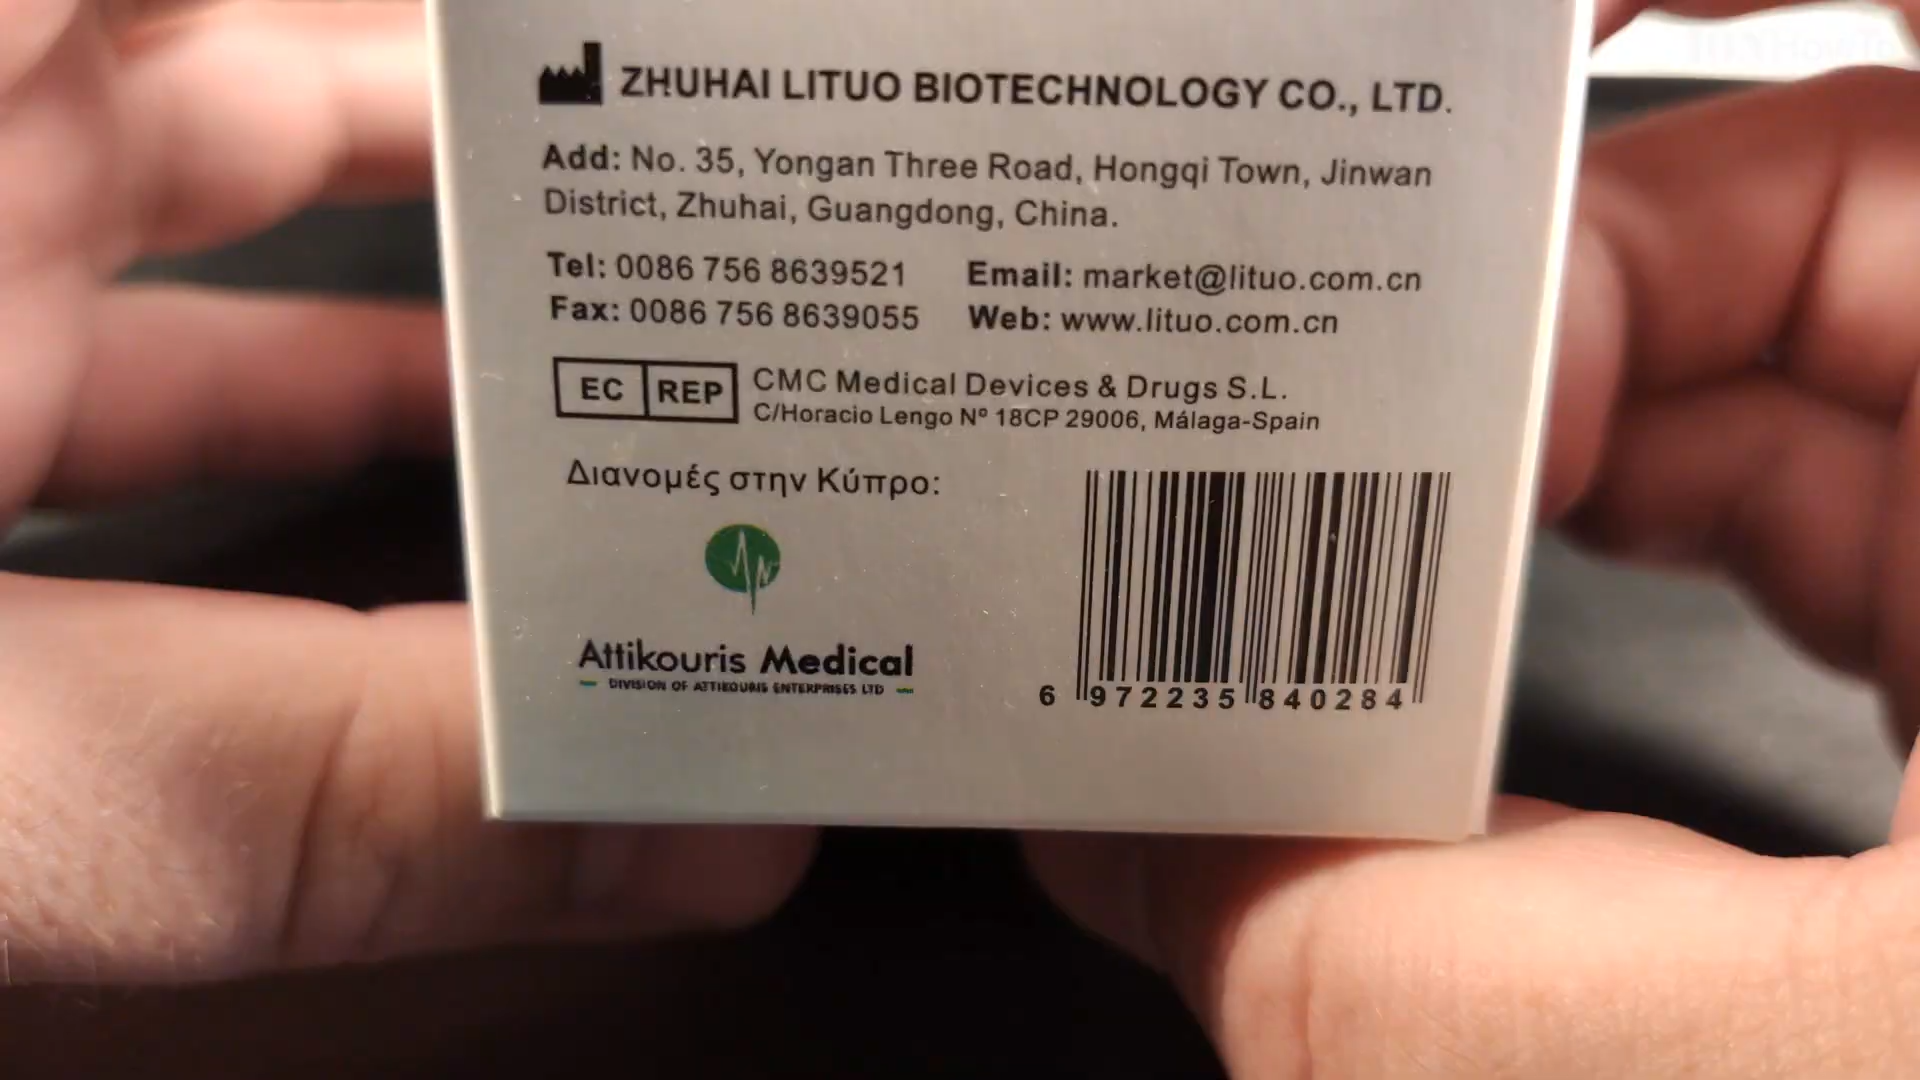 ZHUHAI LITUO BIOTECHNOLOGY CO., LTD.
Add: No. 35, Yongan Three Road, Hongqi Town, Jinwan
District, Zhuhai, Guangdong, China.
Tel: 0086 756 8639521 Email: market@lituo.com.cn
Fax: 0086 756 8639055 Web: www.lituo.com.cn
EC REP
CMC Medical Devices & Drugs S.L.
C/Horacio Lengo Nº 18CP 29006, Málaga-Spain
Διανομές στην Κύπρο:
Attikouris Medical
DIVISION OF ATTIKOURIS ENTERPRISES LTD
6 972235 840284